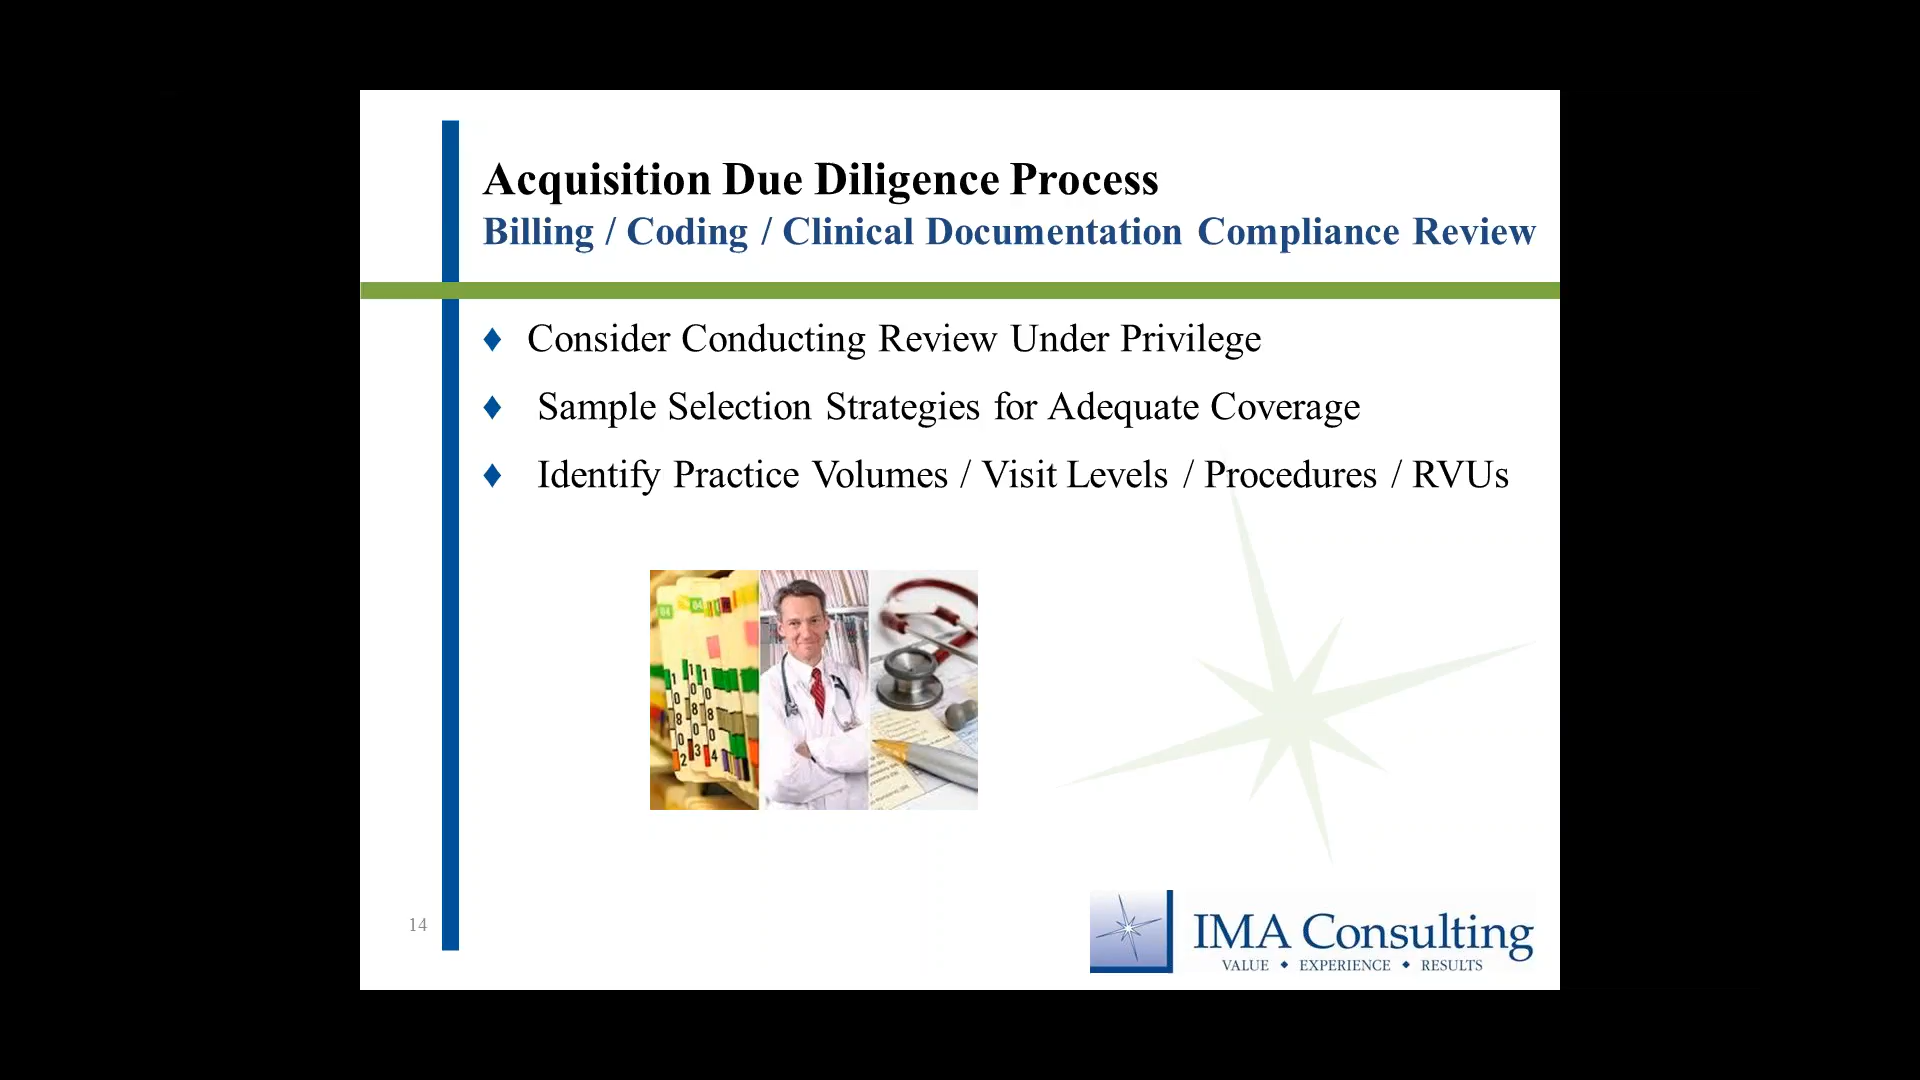 Acquisition Due Diligence Process
Billing / Coding / Clinical Documentation Compliance Review
♦ Consider Conducting Review Under Privilege
♦ Sample Selection Strategies for Adequate Coverage
♦ Identify Practice Volumes / Visit Levels / Procedures / RVUs
14
IMA Consulting
VALUE ♦ EXPERIENCE ♦ RESULTS